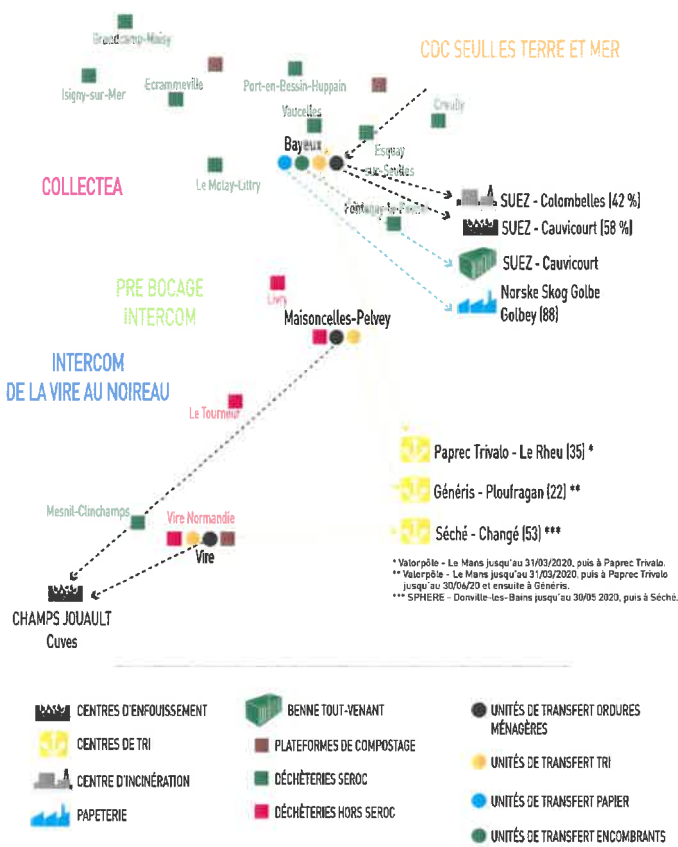 Grandcamp-Maisy
CDC SEULLES TERRE ET MER
Isigny-sur-Mer
Ecrammeville
Port-en-Bessin-Huppain
Creully
Vaucelles
Bayeux
Esquay
sur-Seulles
Le Molay-Littry
COLLECTEA
SUEZ - Colombelles (42 %)
Fontenay-le-Pesnel
SUEZ - Cauvicourt (58 %)
SUEZ - Cauvicourt
PRE BOCAGE
INTERCOM
Livry
Norske Skog Golbe
Golbey (88)
Maisoncelles-Pelvey
INTERCOM
DE LA VIRE AU NOIREAU
Le Tourneur
Paprec Trivalo - Le Rheu (35) *
Généris - Ploufragan (22) **
Mesnil-Clinchamps
Vire Normandie
Séché - Changé (53) ***
Vire
* Valorpôle - Le Mans jusqu'au 31/03/2020, puis à Paprec Trivalo.
** Valorpôle - Le Mans jusqu'au 31/03/2020, puis à Paprec Trivalo
jusqu'au 30/06/20 et ensuite à Généris.
*** SPHERE - Donville-les-Bains jusqu'au 30/05 2020, puis à Séché.
CHAMPS JOUAULT
Cuves
CENTRES D'ENFOUISSEMENT
CENTRES DE TRI
CENTRE D'INCINÉRATION
PAPETERIE
BENNE TOUT-VENANT
PLATEFORMES DE COMPOSTAGE
DÉCHÈTERIES SEROC
DÉCHÈTERIES HORS SEROC
UNITÉS DE TRANSFERT ORDURES
MÉNAGÈRES
UNITÉS DE TRANSFERT TRI
UNITÉS DE TRANSFERT PAPIER
UNITÉS DE TRANSFERT ENCOMBRANTS